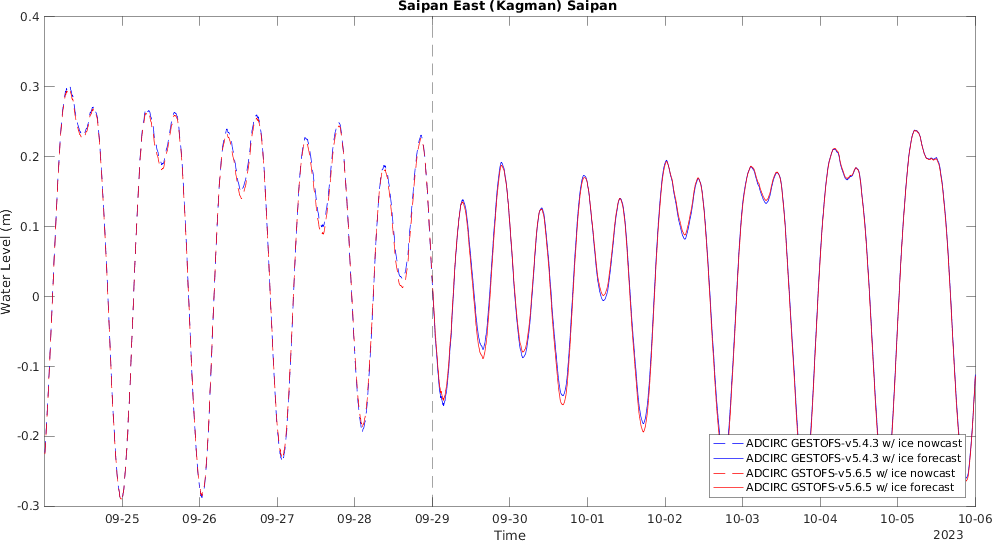 Saipan East (Kagman) Saipan
0.4
0.3
0.2
0.1
0
-0.1
-0.2
-0.3
Water Level (m)
ADCIRC GESTOFS-v5.4.3 w/ ice nowcast
ADCIRC GESTOFS-v5.4.3 w/ ice forecast
ADCIRC GSTOFS-v5.6.5 w/ ice nowcast
ADCIRC GSTOFS-v5.6.5 w/ ice forecast
09-25 09-26 09-27 09-28 09-29 09-30 10-01 10-02 10-03 10-04 10-05 10-06
Time
2023